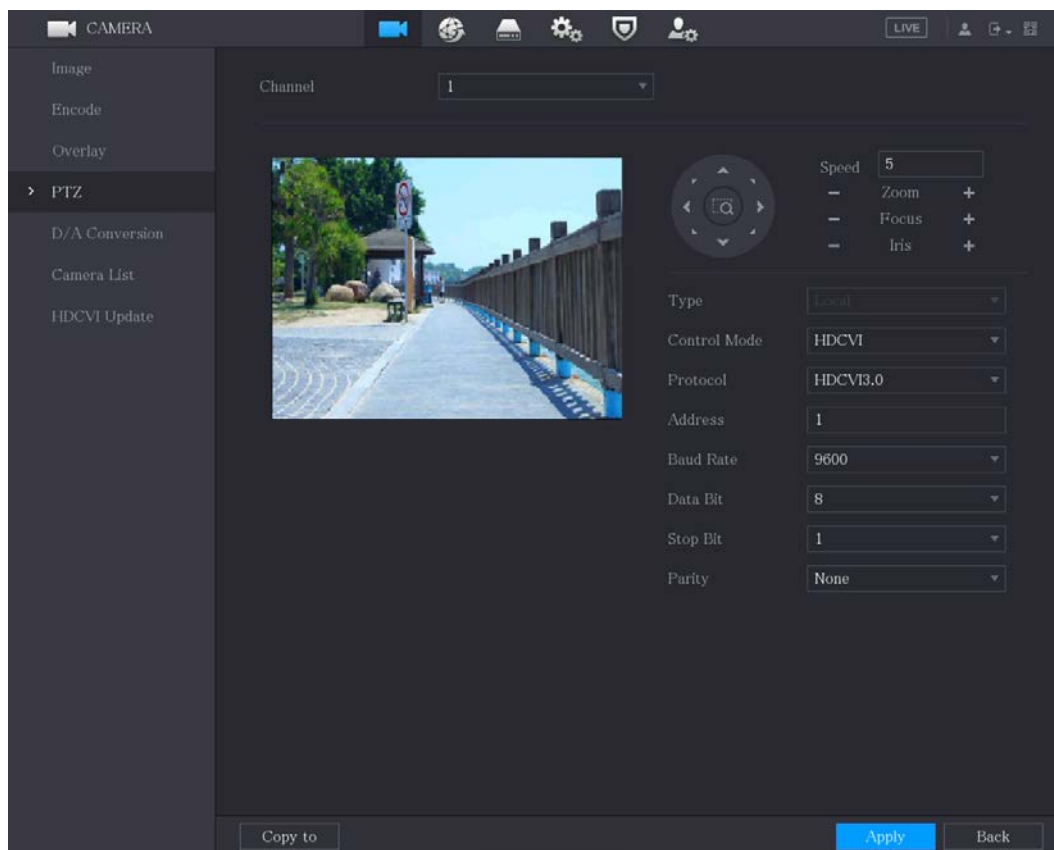 CAMERA
LIVE
Image
Encode
Overlay
PTZ
D/A Conversion
Camera List
HDCVI Update
Channel 1
Speed 5
- Zoom +
- Focus +
- Iris +
Type Local
Control Mode HDCVI
Protocol HDCVI3.0
Address 1
Baud Rate 9600
Data Bit 8
Stop Bit 1
Parity None
Copy to
Apply
Back